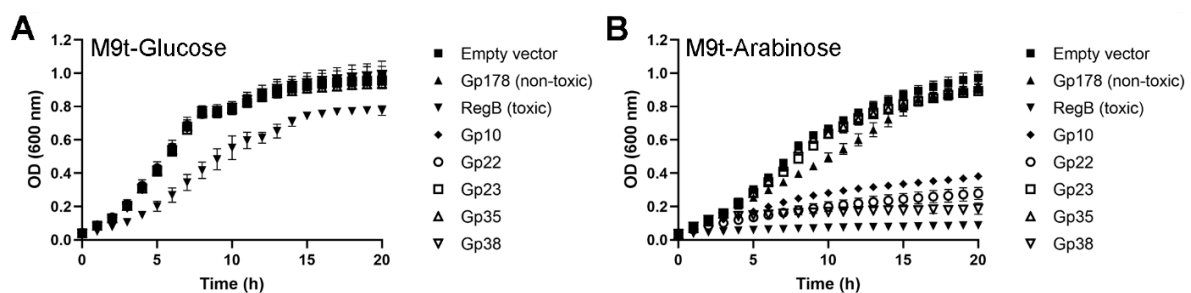 A
M9t-Glucose
OD (600 nm)
1.2
1.0
0.8
0.6
0.4
0.2
0.0
0 5 10 15 20
Time (h)
Empty vector
Gp178 (non-toxic)
RegB (toxic)
Gp10
Gp22
Gp23
Gp35
Gp38
B
M9t-Arabinose
OD (600 nm)
1.2
1.0
0.8
0.6
0.4
0.2
0.0
0 5 10 15 20
Time (h)
Empty vector
Gp178 (non-toxic)
RegB (toxic)
Gp10
Gp22
Gp23
Gp35
Gp38